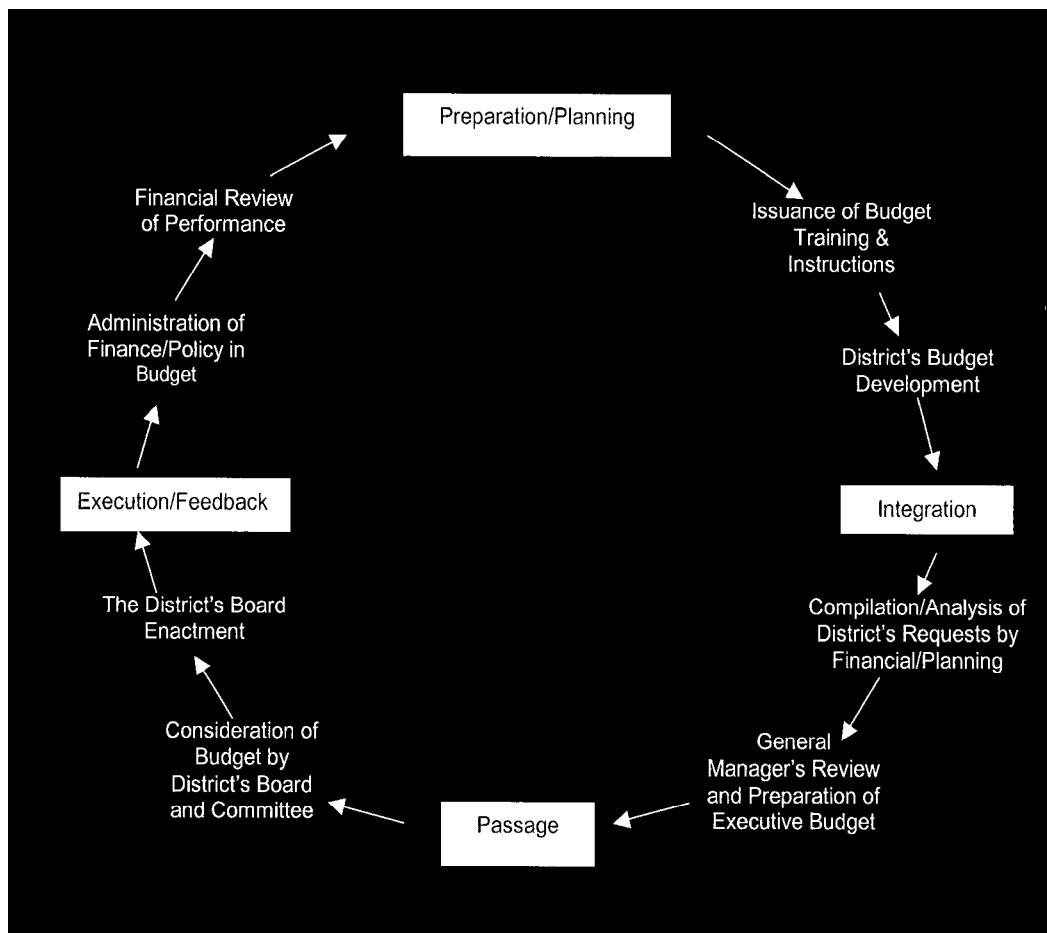 Preparation/Planning
Issuance of Budget
Training &
Instructions
District's Budget
Development
Integration
Compilation/Analysis of
District's Requests by
Financial/Planning
General
Manager's Review
and Preparation of
Executive Budget
Passage
Consideration of
Budget by
District's Board
and Committee
The District's Board
Enactment
Execution/Feedback
Administration of
Finance/Policy in
Budget
Financial Review
of Performance